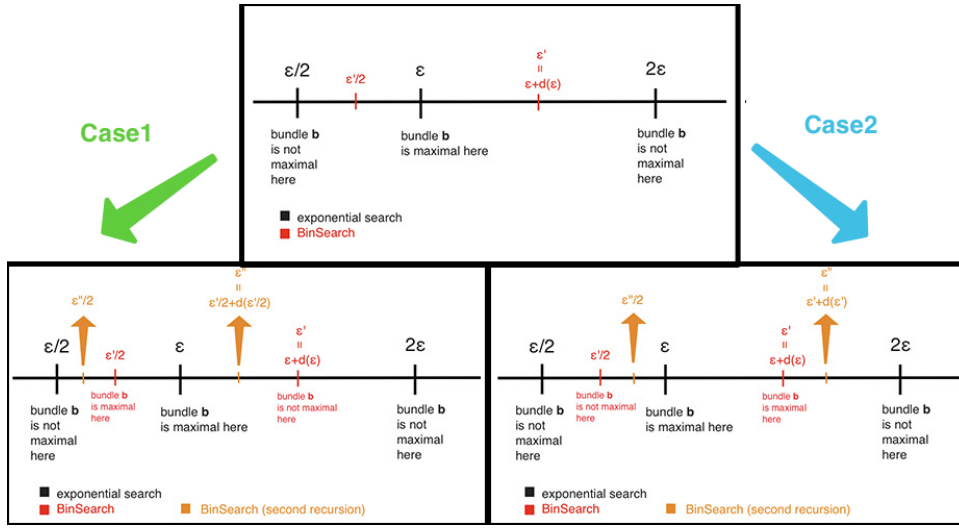 Case1
Case2
ε'
=
ε/2
ε'/2
ε
ε+d(ε)
2ε
bundle b
is not
maximal
here
bundle b
is maximal here
bundle b
is not
maximal
here
exponential search
BinSearch
ε''
=
ε''/2
ε'/2+d(ε'/2)
ε'
=
ε/2
ε'/2
ε
ε+d(ε)
2ε
bundle b
is maximal
here
bundle b
is not maximal
here
bundle b
is not
maximal
here
bundle b
is maximal here
bundle b
is not
maximal
here
exponential search
BinSearch
BinSearch (second recursion)
ε''
=
ε''/2
ε'+d(ε')
ε'
=
ε/2
ε'/2
ε
ε+d(ε)
2ε
bundle b
is not maximal
here
bundle b
is maximal
here
bundle b
is not
maximal
here
bundle b
is maximal here
bundle b
is not
maximal
here
exponential search
BinSearch
BinSearch (second recursion)